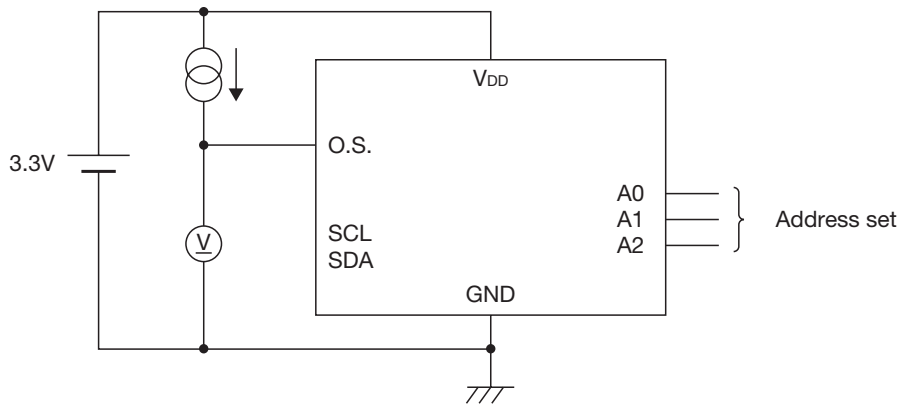 VDD
O.S.
3.3V
A0
A1
A2
Address set
V
SCL
SDA
GND